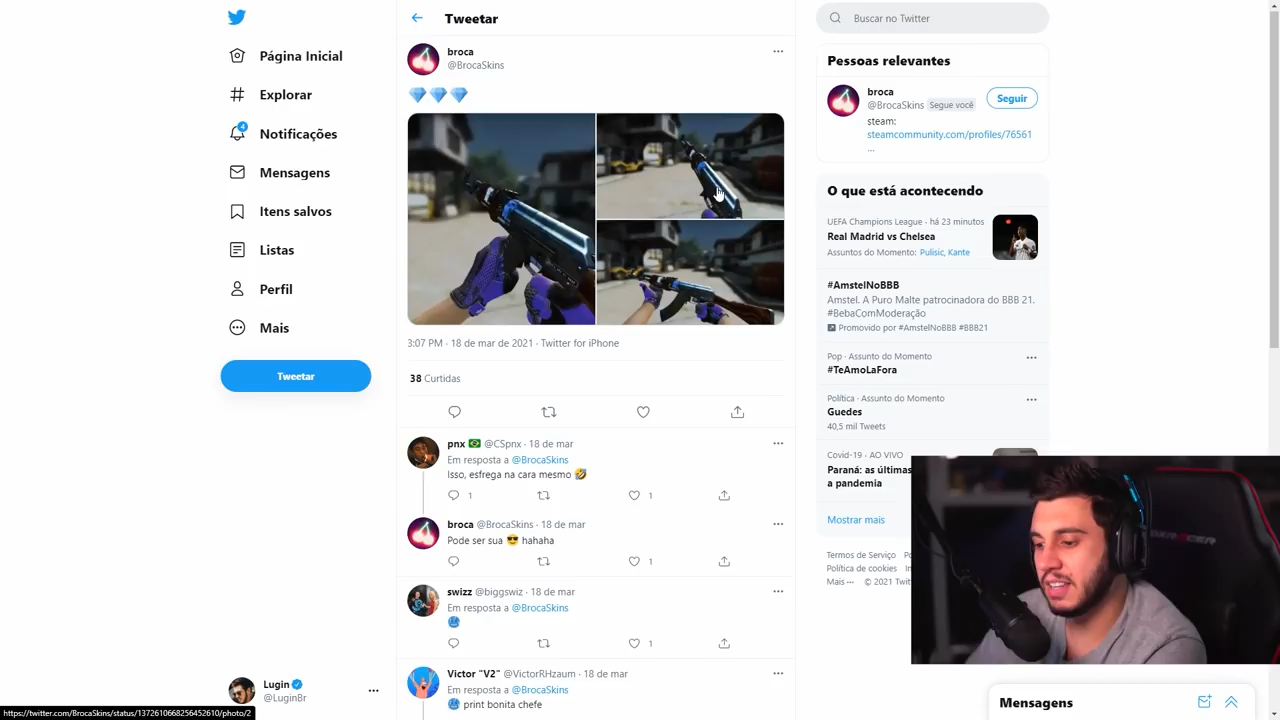 Página Inicial
Explorar
4
Notificações
Mensagens
Itens salvos
Listas
Perfil
Mais
Tweetar
Lugin
@LuginBr
https://twitter.com/BrocaSkins/status/1372610668256452610/photo/2
Tweetar
broca
@BrocaSkins
3:07 PM · 18 de mar de 2021 · Twitter for iPhone
38 Curtidas
pnx @CSpnx · 18 de mar
Em resposta a @BrocaSkins
Isso, esfrega na cara mesmo
1
1
broca @BrocaSkins · 18 de mar
Pode ser sua hahaha
1
swizz @biggswiz · 18 de mar
Em resposta a @BrocaSkins
1
Victor "V2" @VictorRHzaum · 18 de mar
Em resposta a @BrocaSkins
print bonita chefe
Buscar no Twitter
Pessoas relevantes
broca
@BrocaSkins Segue você
Seguir
steam:
steamcommunity.com/profiles/76561
...
O que está acontecendo
UEFA Champions League · há 23 minutos
Real Madrid vs Chelsea
Assuntos do Momento: Pulisic, Kante
#AmstelNoBBB
Amstel. A Puro Malte patrocinadora do BBB 21.
#BebaComModeração
Promovido por #AmstelNoBBB #BBB21
Pop · Assunto do Momento
#TeAmoLaFora
Política · Assunto do Momento
Guedes
40,5 mil Tweets
Covid-19 · AO VIVO
Paraná: as últimas
a pandemia
Mostrar mais
Termos de Serviço
Política de cookies
Mais
© 2021
Mensagens